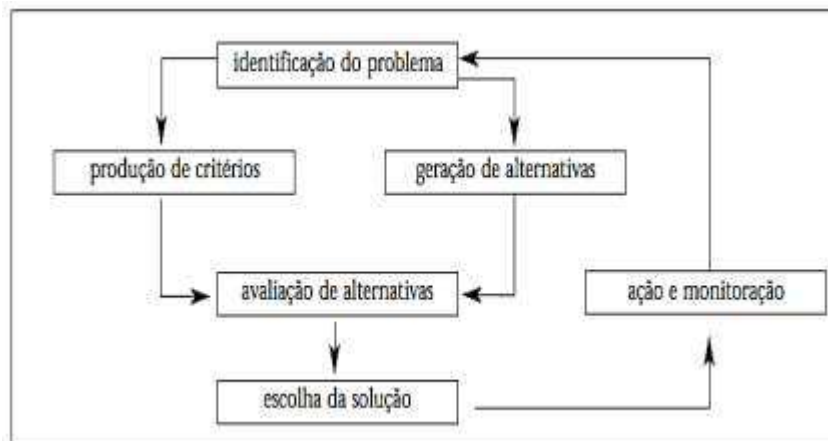 identificação do problema
produção de critérios
geração de alternativas
avaliação de alternativas
ação e monitoração
escolha da solução